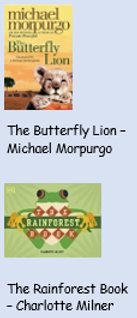 michael
morpurgo
The
Butterfly
Lion
The Butterfly Lion –
Michael Morpurgo
THE
RAINFOREST
BOOK
The Rainforest Book
– Charlotte Milner